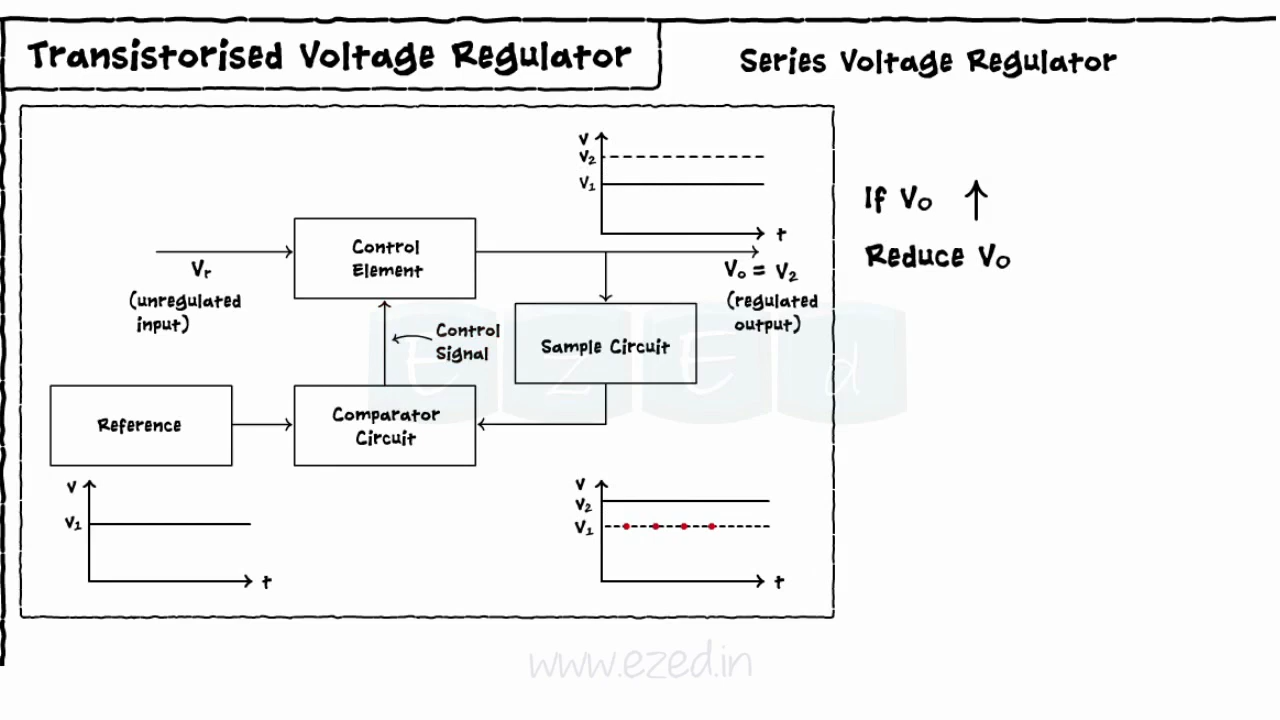 Transistorised Voltage Regulator
Series Voltage Regulator
V
V2
V1
t
If Vo ↑
Reduce Vo
Control
Element
Vr
(unregulated
input)
Vo = V2
(regulated
output)
Control
Signal
Sample Circuit
Reference
Comparator
Circuit
V
V1
t
V
V2
V1
t
EzEd
www.ezed.in